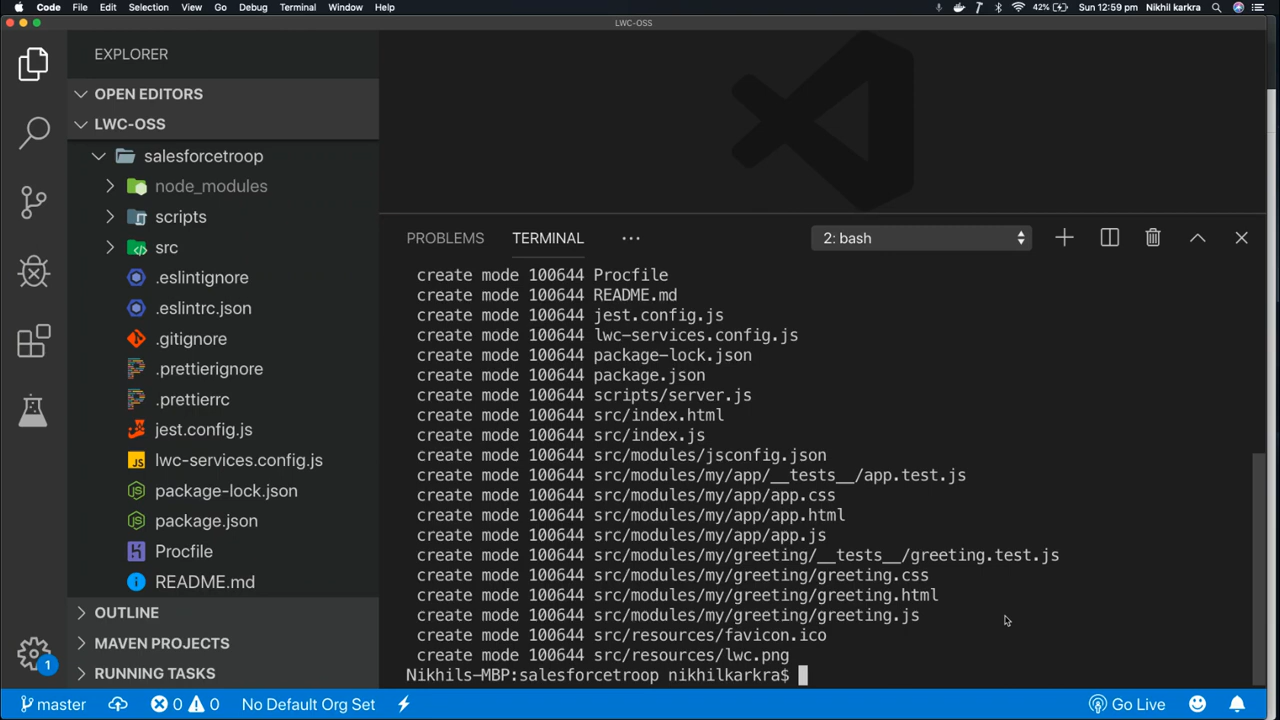 Code File Edit Selection View Go Debug Terminal Window Help 42% Sun 12:59 pm Nikhil karkra
LWC-OSS
EXPLORER
OPEN EDITORS
LWC-OSS
salesforcetroop
node_modules
scripts
src
.eslintignore
.eslintrc.json
.gitignore
.prettierignore
.prettierrc
jest.config.js
lwc-services.config.js
package-lock.json
package.json
Procfile
README.md
OUTLINE
MAVEN PROJECTS
RUNNING TASKS
PROBLEMS TERMINAL ... 2: bash
create mode 100644 Procfile
create mode 100644 README.md
create mode 100644 jest.config.js
create mode 100644 lwc-services.config.js
create mode 100644 package-lock.json
create mode 100644 package.json
create mode 100644 scripts/server.js
create mode 100644 src/index.html
create mode 100644 src/index.js
create mode 100644 src/modules/jsconfig.json
create mode 100644 src/modules/my/app/__tests__/app.test.js
create mode 100644 src/modules/my/app/app.css
create mode 100644 src/modules/my/app/app.html
create mode 100644 src/modules/my/app/app.js
create mode 100644 src/modules/my/greeting/__tests__/greeting.test.js
create mode 100644 src/modules/my/greeting/greeting.css
create mode 100644 src/modules/my/greeting/greeting.html
create mode 100644 src/modules/my/greeting/greeting.js
create mode 100644 src/resources/favicon.ico
create mode 100644 src/resources/lwc.png
Nikhils-MBP:salesforcetroop nikhilkarkra$
1
master 0 0 No Default Org Set Go Live